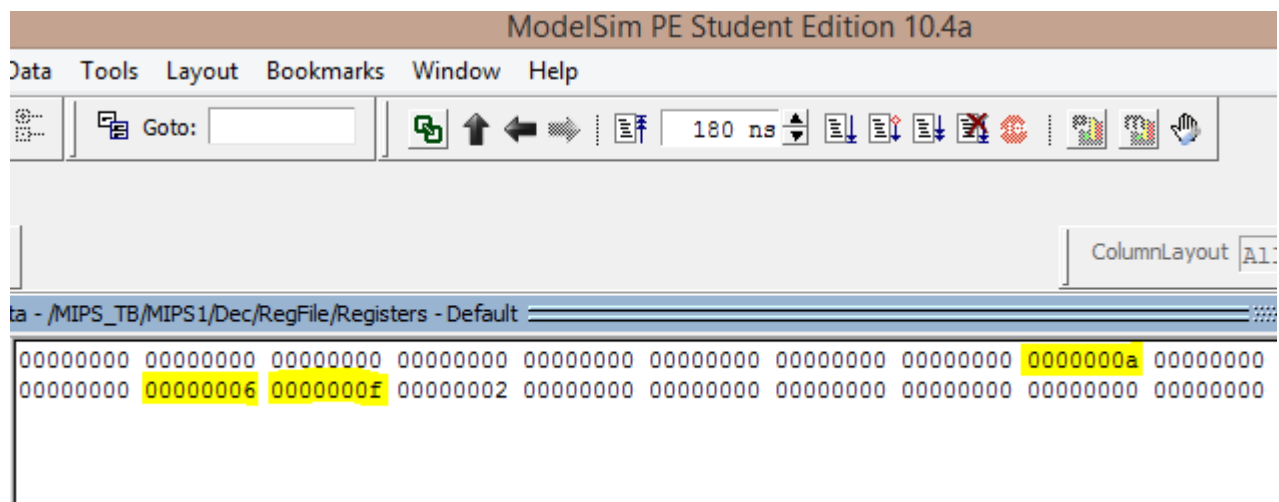 ModelSim PE Student Edition 10.4a
Data Tools Layout Bookmarks Window Help
Goto: 180 ns
ColumnLayout All
ta - /MIPS_TB/MIPS1/Dec/RegFile/Registers - Default
00000000 00000000 00000000 00000000 00000000 00000000 00000000 00000000 0000000a 00000000
00000000 00000006 0000000f 00000002 00000000 00000000 00000000 00000000 00000000 00000000